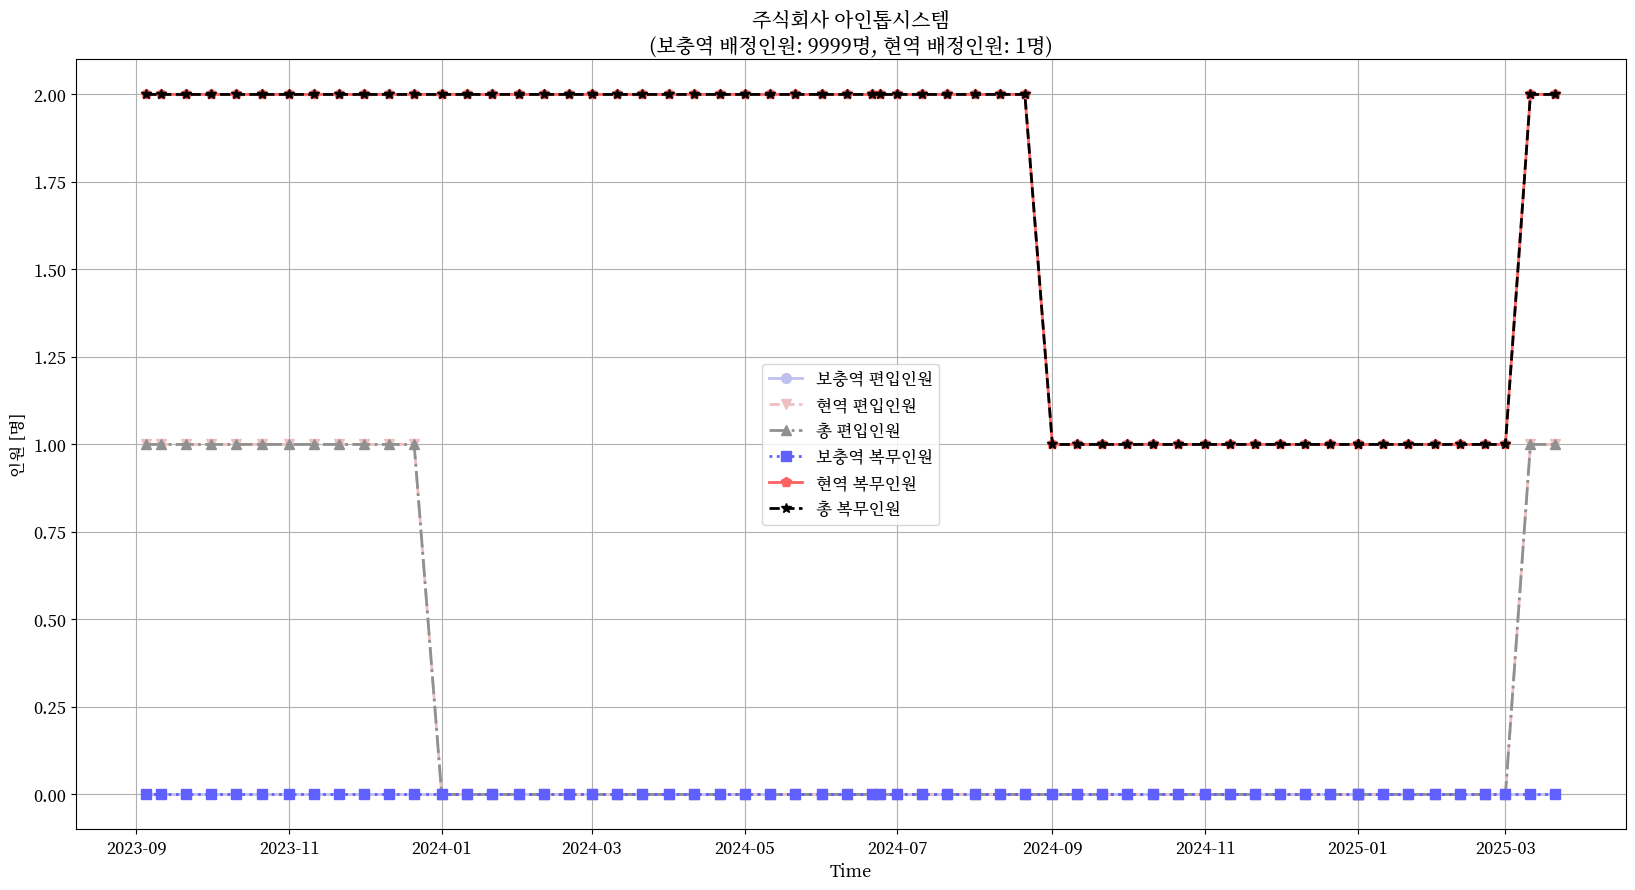 주식회사 아인톱시스템
(보충역 배정인원: 9999명, 현역 배정인원: 1명)
인원 [명]
2.00
1.75
1.50
1.25
1.00
0.75
0.50
0.25
0.00
보충역 편입인원
현역 편입인원
총 편입인원
보충역 복무인원
현역 복무인원
총 복무인원
2023-09
2023-11
2024-01
2024-03
2024-05
2024-07
2024-09
2024-11
2025-01
2025-03
Time